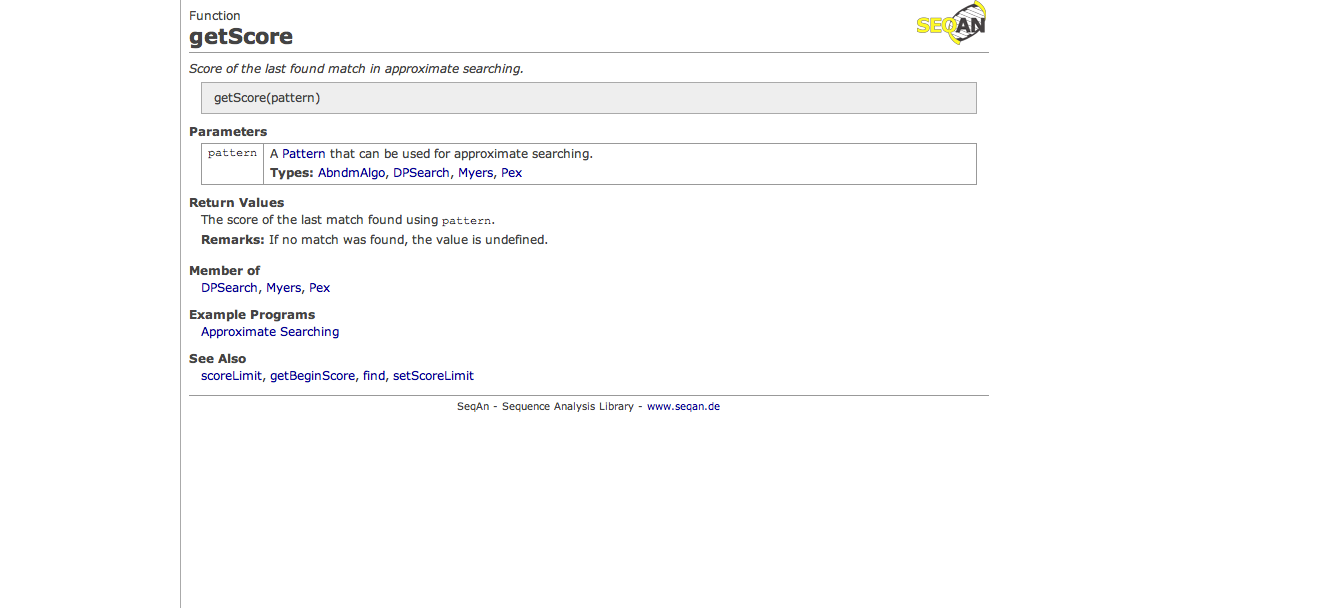 Function
getScore
SEQAN
Score of the last found match in approximate searching.
getScore(pattern)
Parameters
pattern A Pattern that can be used for approximate searching.
Types: AbndmAlgo, DPSearch, Myers, Pex
Return Values
The score of the last match found using pattern.
Remarks: If no match was found, the value is undefined.
Member of
DPSearch, Myers, Pex
Example Programs
Approximate Searching
See Also
scoreLimit, getBeginScore, find, setScoreLimit
SeqAn - Sequence Analysis Library - www.seqan.de